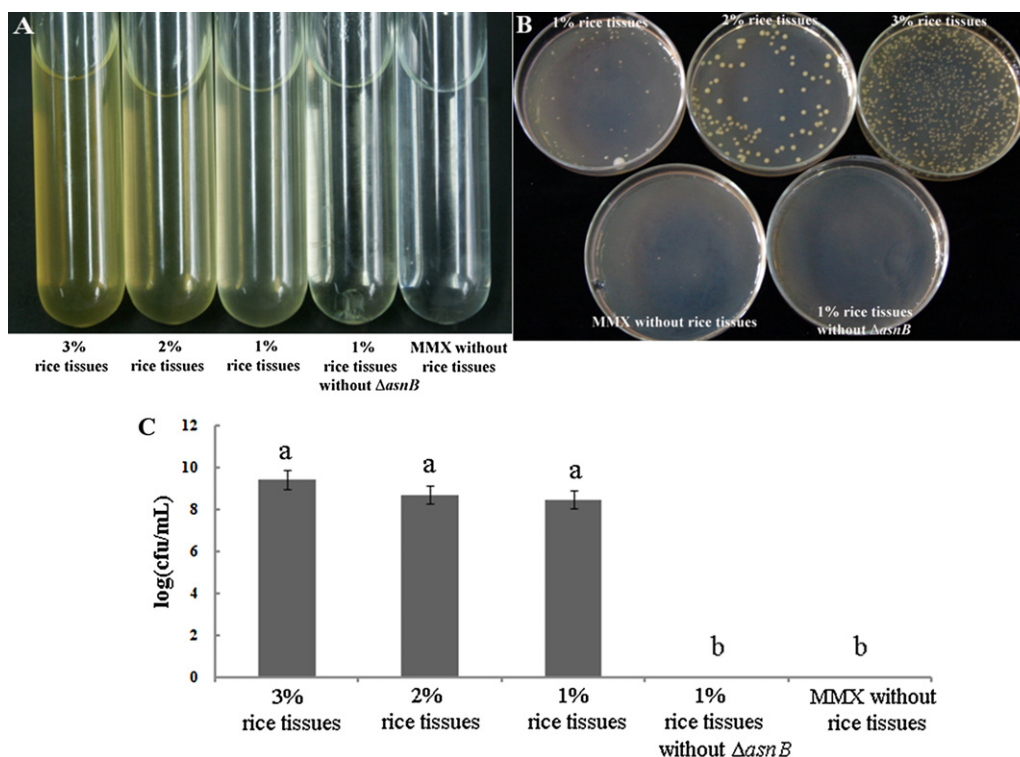 A
3%
rice tissues
2%
rice tissues
1%
rice tissues
1%
rice tissues
without ΔasnB
MMX without
rice tissues
B
1% rice tissues
2% rice tissues
3% rice tissues
MMX without rice tissues
1% rice tissues
without ΔasnB
C
log(cfu/mL)
12
10
8
6
4
2
0
a
a
a
b
b
3%
rice tissues
2%
rice tissues
1%
rice tissues
1%
rice tissues
without ΔasnB
MMX without
rice tissues